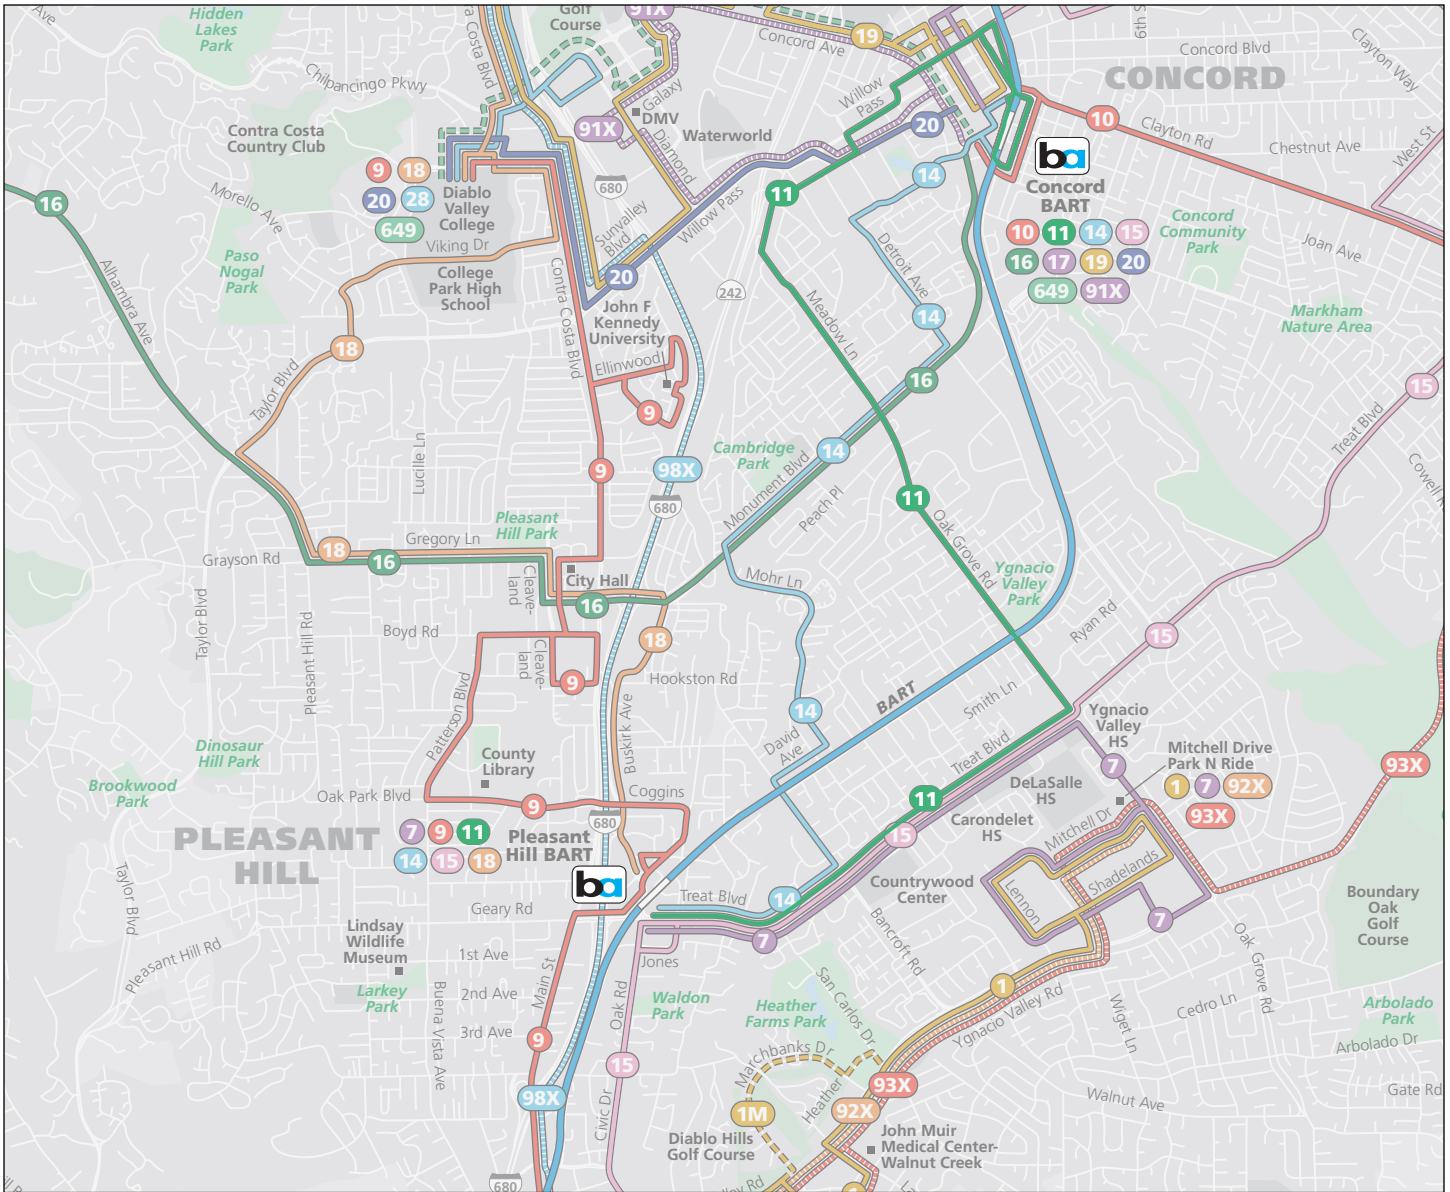 Ave
Hidden
Lakes
Park
Contra Costa Blvd
Golf
Course
91X
Concord Ave
19
6th S
Concord Blvd
Clayton Way
CONCORD
Chilpancingo Pkwy
Galaxy
DMV
Willow
Pass
10
Clayton Rd
Contra Costa
Country Club
91X
Waterworld
20
Chestnut Ave
West St
Diamond
ba
9
18
20
28
649
Diablo
Valley
College
680
14
11
Concord
BART
16
Morello Ave
Sunvalley
Blvd
Willow Pass
10
11
14
15
16
17
19
20
649
91X
Concord
Community
Park
Joan Ave
Viking Dr
Paso
Nogal
Park
College
Park High
School
Contra Costa Blvd
20
Detroit Ave
Alhambra Ave
242
John F
Kennedy
University
Meadow Ln
14
Markham
Nature Area
18
Ellinwood
Taylor Blvd
16
15
9
Treat Blvd
Lucille Ln
9
98X
Cambridge
Park
14
Monument Blvd
Cowell R
680
Peach Pl
11
Oak Grove Rd
Pleasant
Hill Park
Grayson Rd
18
16
Gregory Ln
City Hall
Cleave-
land
16
Mohr Ln
Ygnacio
Valley
Park
Taylor Blvd
Pleasant Hill Rd
Boyd Rd
18
Ryan Rd
15
Cleave-
land
9
Hookston Rd
Patterson Blvd
Buskirk Ave
14
BART
Smith Ln
David
Ave
Treat Blvd
Ygnacio
Valley
HS
Dinosaur
Hill Park
County
Library
7
Mitchell Drive
Park N Ride
1
7
92X
93X
93X
Brookwood
Park
Oak Park Blvd
9
Coggins
DeLaSalle
HS
11
Carondelet
HS
Mitchell Dr
PLEASANT
HILL
7
9
11
14
15
18
Pleasant
Hill BART
680
15
Shadelands
ba
Lennon
Countrywood
Center
Taylor Blvd
Geary Rd
Treat Blvd
14
7
7
Boundary
Oak
Golf
Course
Bancroft Rd
Oak Grove Rd
Lindsay
Wildlife
Museum
1st Ave
Jones
Pleasant Hill Rd
Main St
Larkey
Park
2nd Ave
Buena Vista Ave
3rd Ave
Oak Rd
Waldon
Park
Heather
Farms Park
San Carlos Dr
1
Ygnacio Valley Rd
Wiget Ln
Cedro Ln
Arbolado
Park
Arbolado Dr
9
15
Marchbanks Dr
93X
98X
Civic Dr
1M
Heather
92X
Walnut Ave
Gate Rd
Diablo Hills
Golf Course
John Muir
Medical Center-
Walnut Creek
680
lley Rd
1